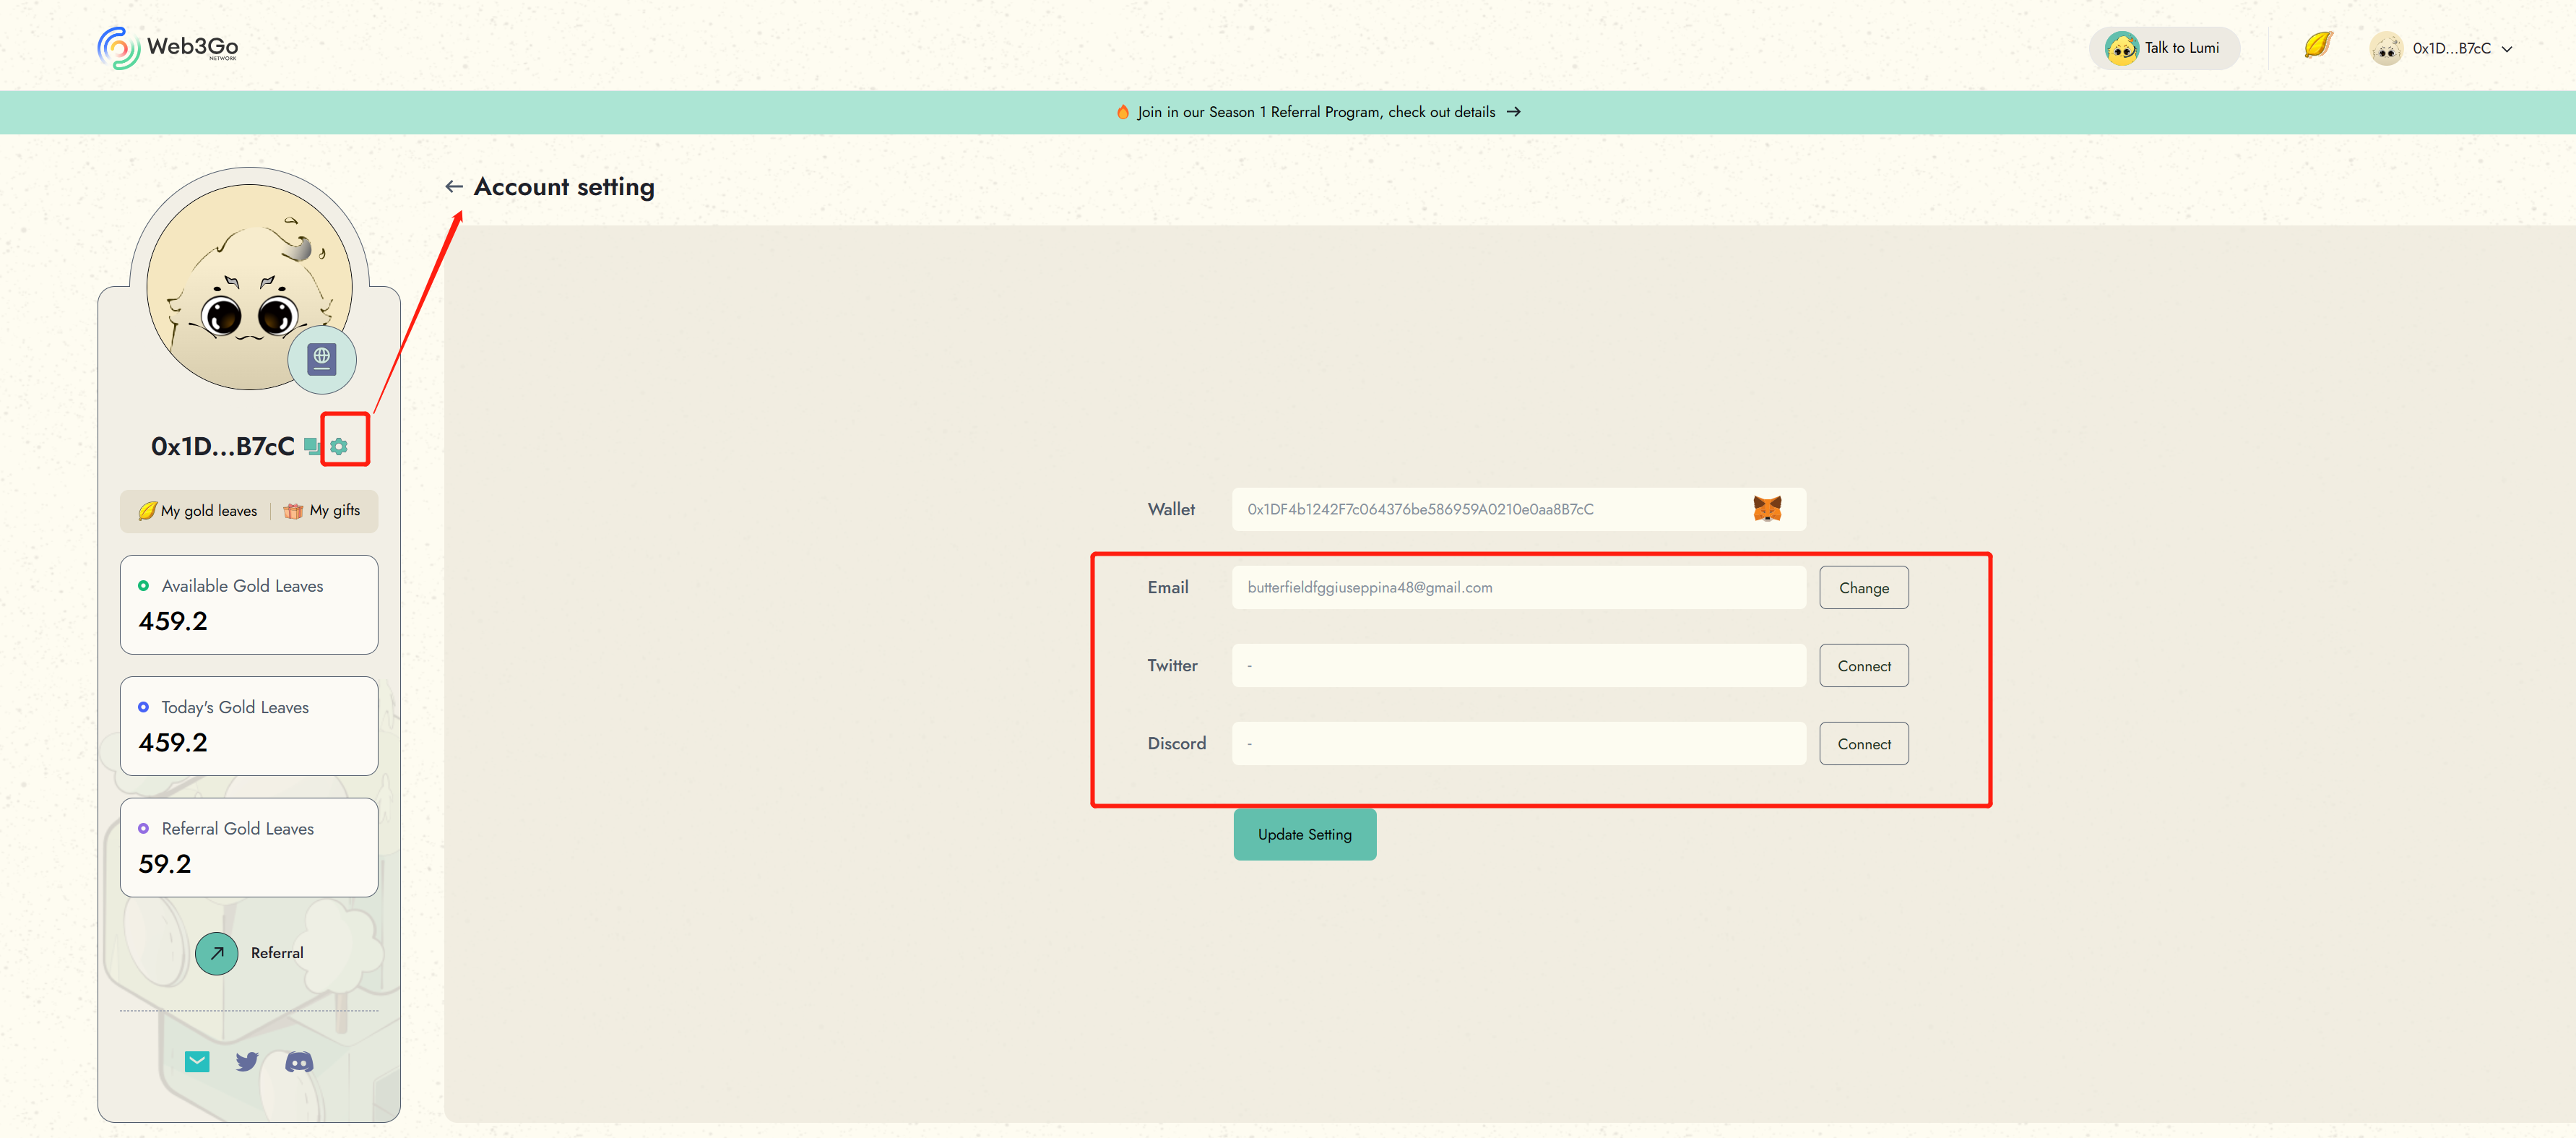 Web3Go
NETWORK
Talk to Lumi
0x1D...B7cC
Join in our Season 1 Referral Program, check out details
Account setting
0x1D...B7cC
My gold leaves
My gifts
Available Gold Leaves
459.2
Today's Gold Leaves
459.2
Referral Gold Leaves
59.2
Referral
Wallet
0x1DF4b1242F7c064376be586959A0210e0aa8B7cC
Email
butterfieldfggiuseppina48@gmail.com
Change
Twitter
-
Connect
Discord
-
Connect
Update Setting